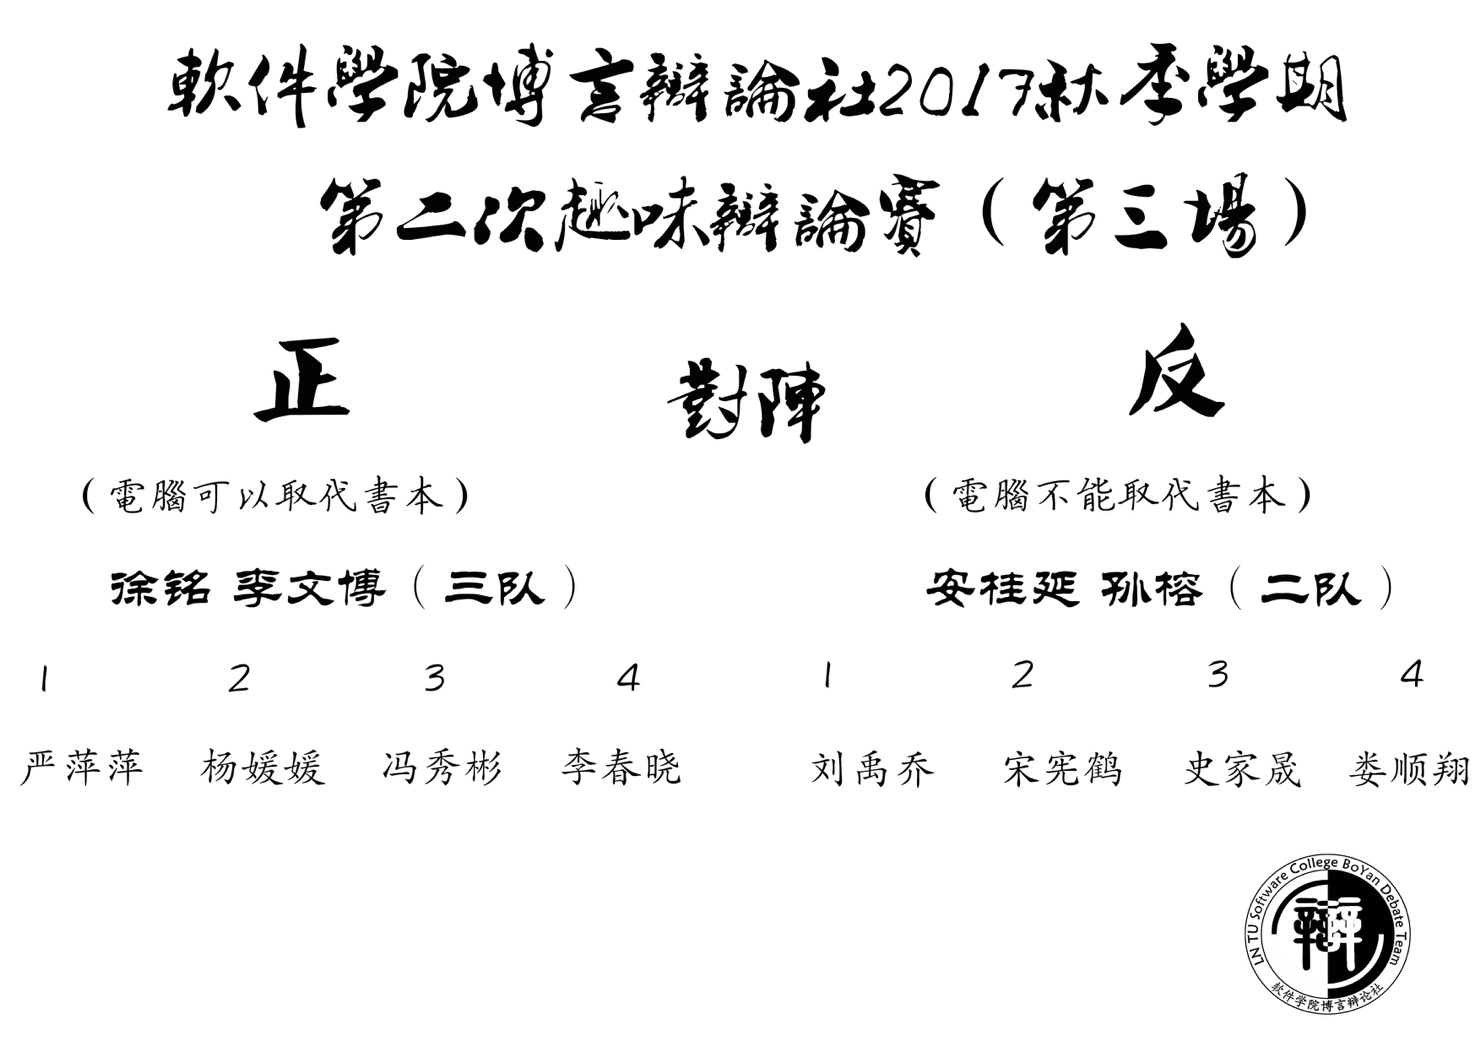 軟件學院博言辯論社2017秋季學期
第二次趣味辯論賽（第三場）
正 對陣 反
（電腦可以取代書本） （電腦不能取代書本）
徐铭 李文博（三队） 安桂延 孙榕（二队）
1 2 3 4 1 2 3 4
严萍萍 杨媛媛 冯秀彬 李春晓 刘禹乔 宋宪鹤 史家晟 娄顺翔
LN TU Software College BoYan Debate Team
辩
软件学院博言辩论社